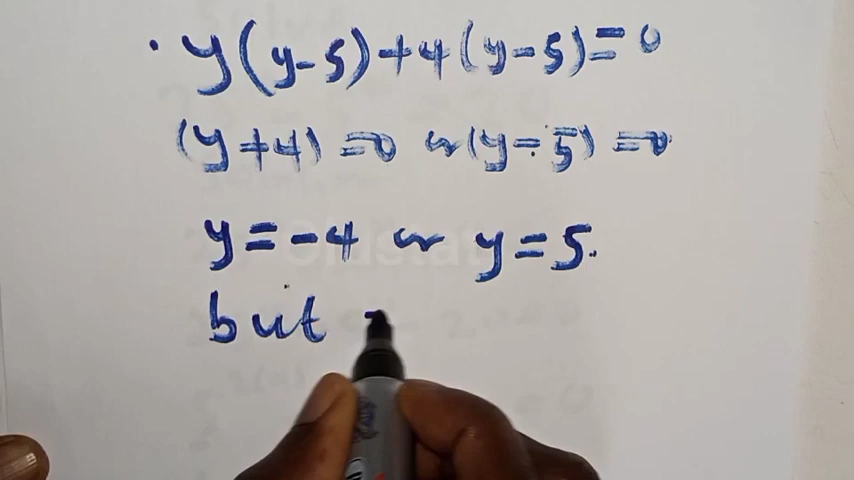 y(y-5)+4(y-5)=0
(y+4)=0 or (y-5)=0
y=-4 or y=5.
but